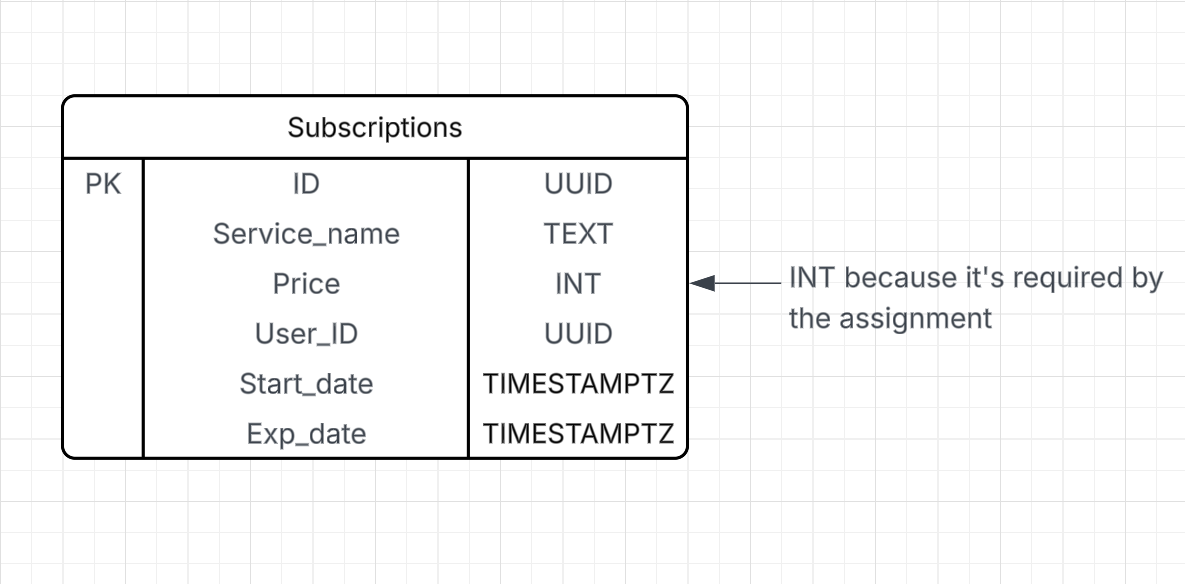 Subscriptions
PK ID UUID
Service_name TEXT
Price INT
User_ID UUID
Start_date TIMESTAMPTZ
Exp_date TIMESTAMPTZ
INT because it's required by
the assignment